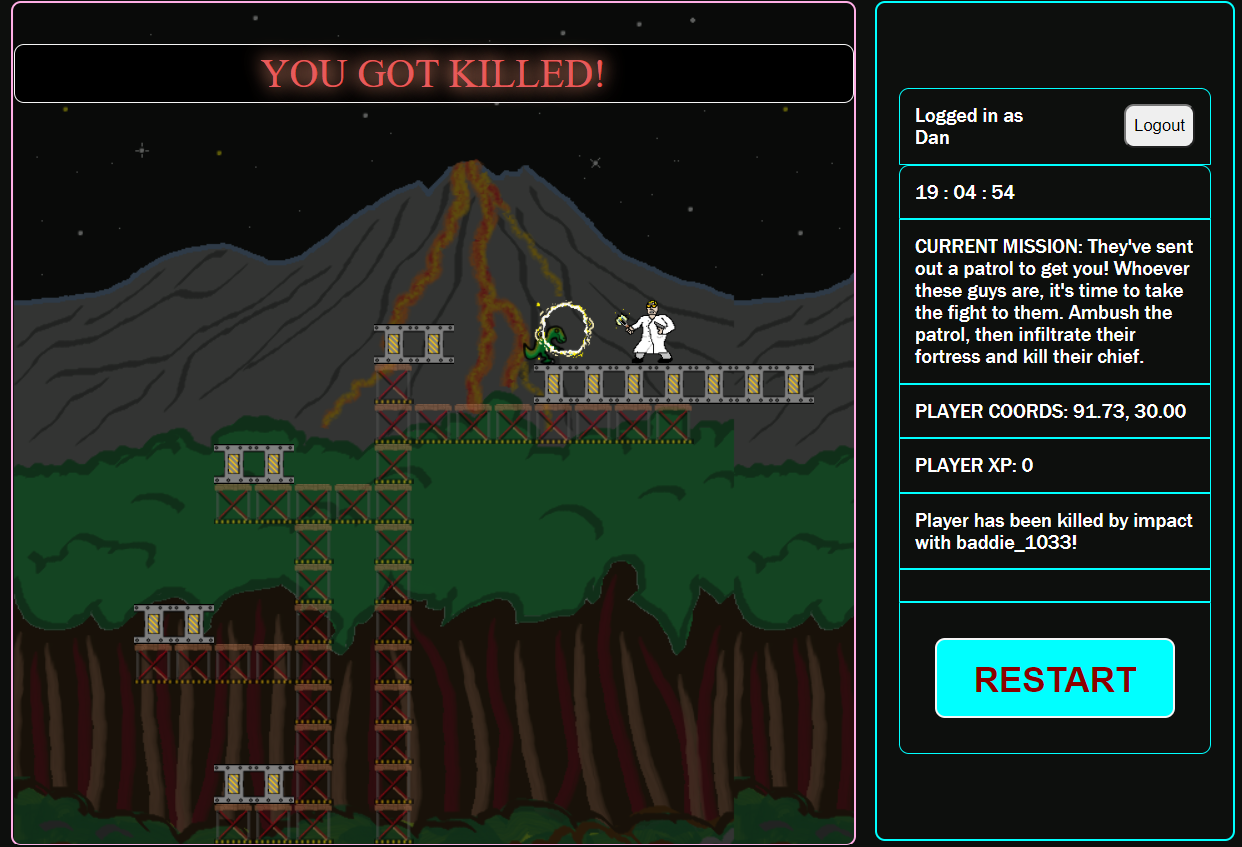 YOU GOT KILLED!
Logged in as
Dan
Logout
19 : 04 : 54
CURRENT MISSION: They've sent
out a patrol to get you! Whoever
these guys are, it's time to take
the fight to them. Ambush the
patrol, then infiltrate their
fortress and kill their chief.
PLAYER COORDS: 91.73, 30.00
PLAYER XP: 0
Player has been killed by impact
with baddie_1033!
RESTART